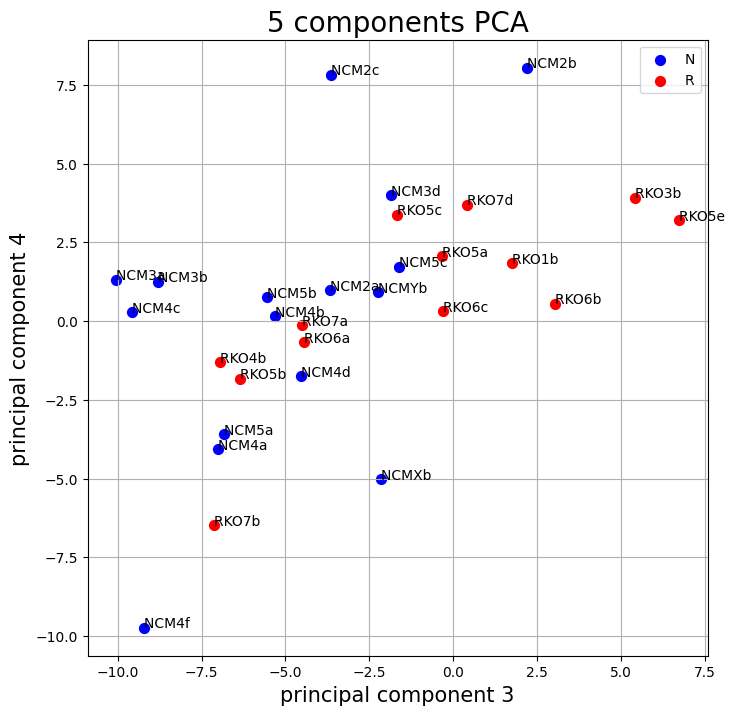 5 components PCA
N
R
NCM2c
NCM2b
NCM3d
RKO5c
RKO7d
RKO3b
RKO5e
RKO5a
NCM5c
RKO1b
NCM3a
NCM3b
NCM2a
NCMYb
NCM5b
RKO6b
NCM4c
NCM4b
RKO6c
RKO7a
RKO6a
RKO4b
RKO5b
NCM4d
NCM5a
NCM4a
NCMXb
RKO7b
NCM4f
7.5
5.0
2.5
0.0
−2.5
−5.0
−7.5
−10.0
principal component 4
−10.0 −7.5 −5.0 −2.5 0.0 2.5 5.0 7.5
principal component 3